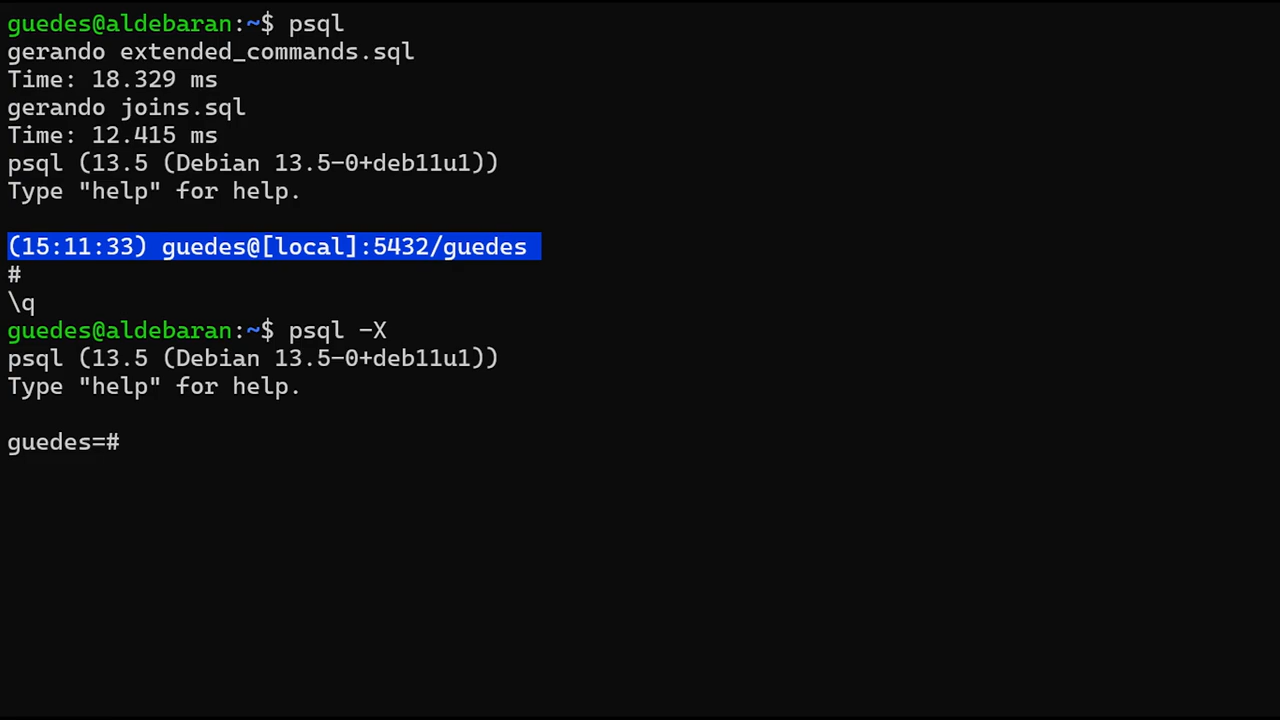 guedes@aldebaran:~$ psql
gerando extended_commands.sql
Time: 18.329 ms
gerando joins.sql
Time: 12.415 ms
psql (13.5 (Debian 13.5-0+deb11u1))
Type "help" for help.
(15:11:33) guedes@[local]:5432/guedes
#
\q
guedes@aldebaran:~$ psql -X
psql (13.5 (Debian 13.5-0+deb11u1))
Type "help" for help.
guedes=#